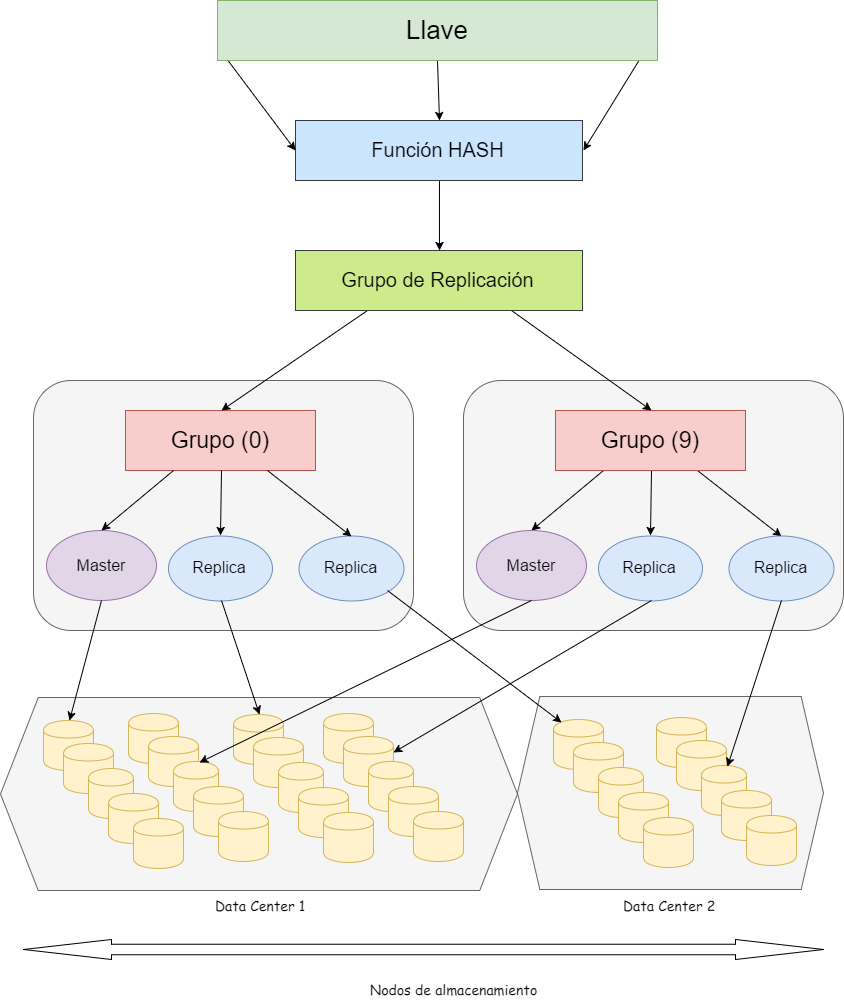 Llave
Función HASH
Grupo de Replicación
Grupo (0)
Grupo (9)
Master
Replica
Replica
Master
Replica
Replica
Data Center 1
Data Center 2
Nodos de almacenamiento